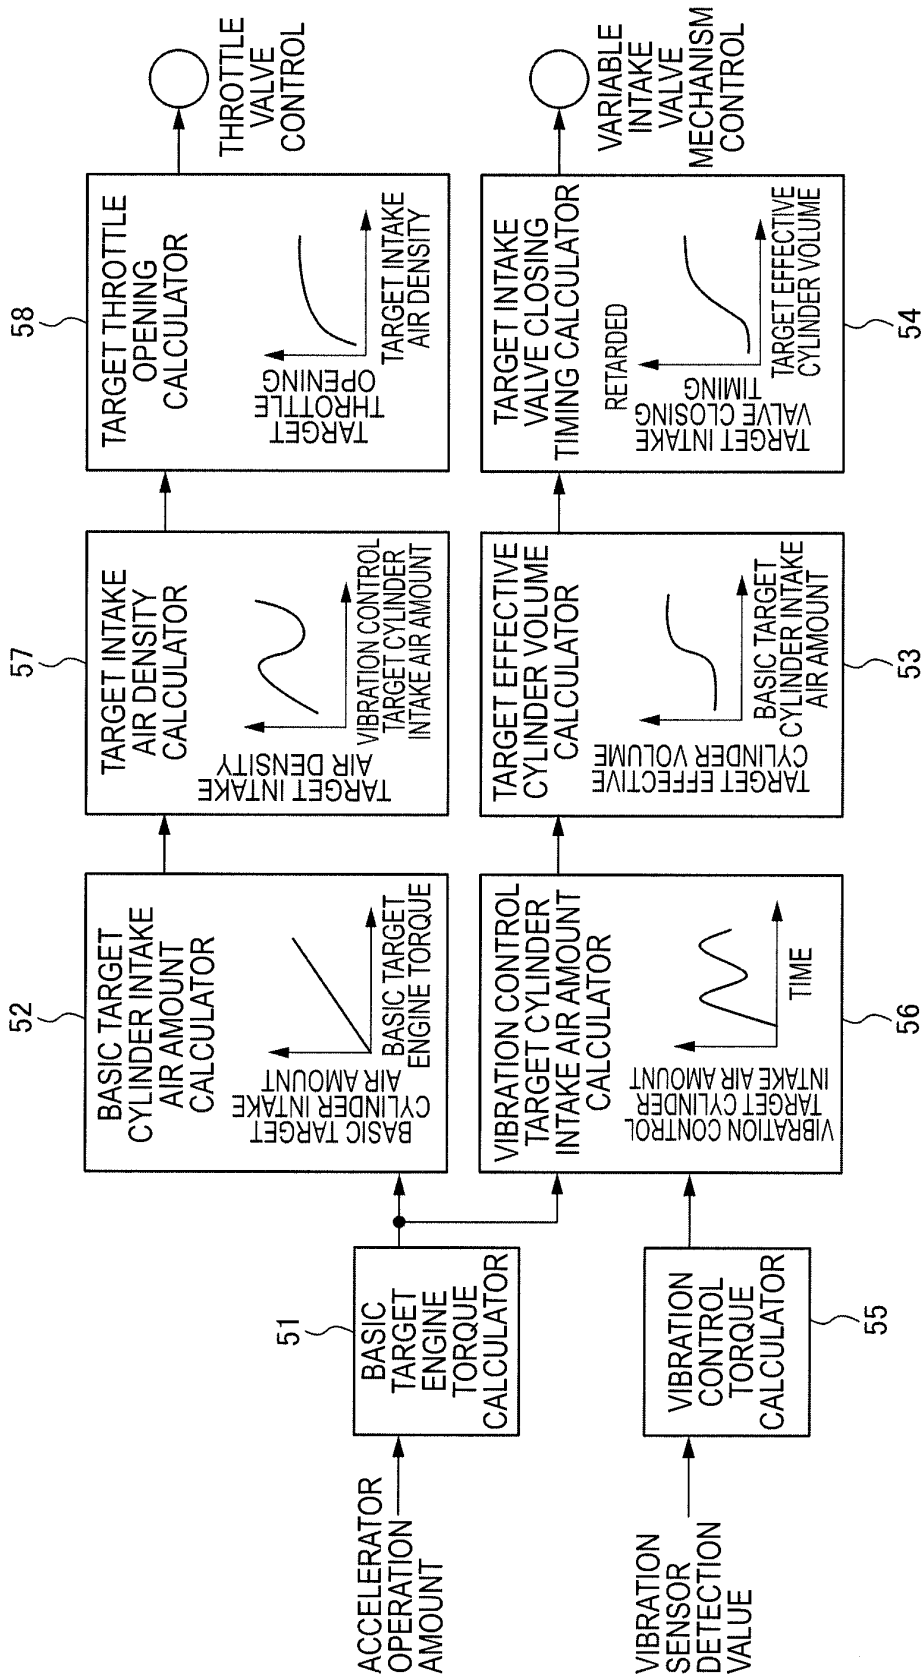 ACCELERATOR
OPERATION
AMOUNT
51
BASIC
TARGET
ENGINE
TORQUE
CALCULATOR
52
BASIC TARGET
CYLINDER INTAKE
AIR AMOUNT
CALCULATOR
BASIC TARGET
CYLINDER INTAKE
AIR AMOUNT
BASIC TARGET
ENGINE TORQUE
57
TARGET INTAKE
AIR DENSITY
CALCULATOR
TARGET INTAKE
AIR DENSITY
VIBRATION CONTROL
TARGET CYLINDER
INTAKE AIR AMOUNT
58
TARGET THROTTLE
OPENING
CALCULATOR
TARGET
THROTTLE
OPENING
TARGET INTAKE
AIR DENSITY
THROTTLE
VALVE
CONTROL
VIBRATION
SENSOR
DETECTION
VALUE
VIBRATION
CONTROL
TORQUE
CALCULATOR
55
VIBRATION CONTROL
TARGET CYLINDER
INTAKE AIR AMOUNT
CALCULATOR
VIBRATION CONTROL
TARGET CYLINDER
INTAKE AIR AMOUNT
TIME
56
TARGET EFFECTIVE
CYLINDER VOLUME
CALCULATOR
TARGET EFFECTIVE
CYLINDER VOLUME
BASIC TARGET
CYLINDER INTAKE
AIR AMOUNT
53
TARGET INTAKE
VALVE CLOSING
TIMING CALCULATOR
RETARDED
TARGET INTAKE
VALVE CLOSING
TIMING
TARGET EFFECTIVE
CYLINDER VOLUME
54
VARIABLE
INTAKE
VALVE
MECHANISM
CONTROL